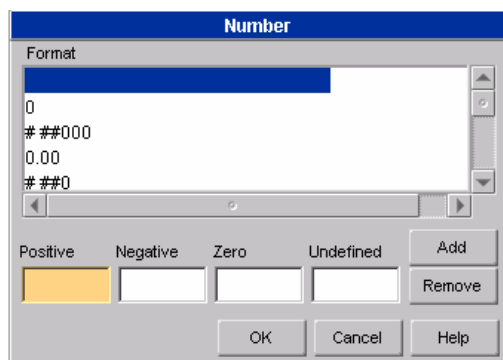 Number
Format
0
# ##000
0.00
# ##0
Positive Negative Zero Undefined Add
Remove
OK Cancel Help